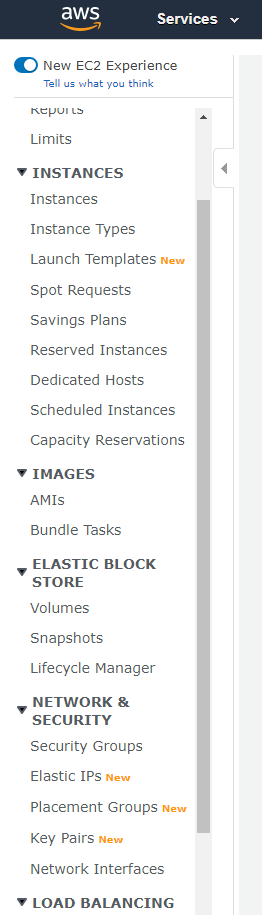 aws
Services
New EC2 Experience
Tell us what you think
Reports
Limits
INSTANCES
Instances
Instance Types
Launch Templates New
Spot Requests
Savings Plans
Reserved Instances
Dedicated Hosts
Scheduled Instances
Capacity Reservations
IMAGES
AMIs
Bundle Tasks
ELASTIC BLOCK
STORE
Volumes
Snapshots
Lifecycle Manager
NETWORK &
SECURITY
Security Groups
Elastic IPs New
Placement Groups New
Key Pairs New
Network Interfaces
LOAD BALANCING